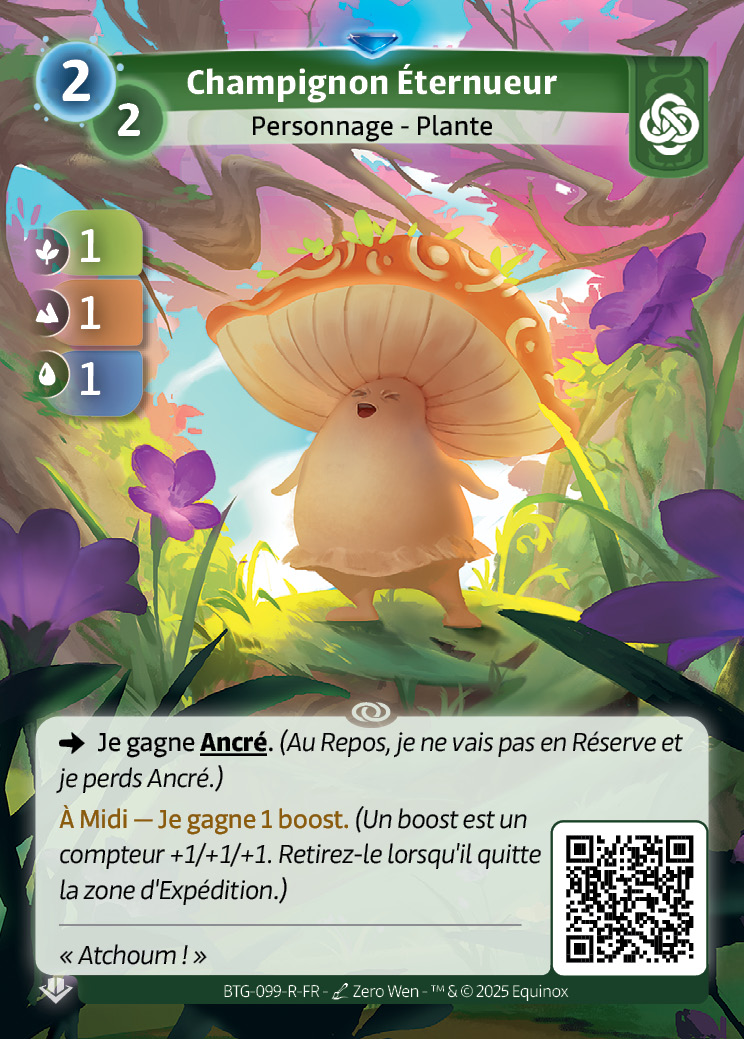 2
Champignon Éternueur
2
Personnage - Plante
1
1
1
Je gagne Ancré. (Au Repos, je ne vais pas en Réserve et
je perds Ancré.)
À Midi — Je gagne 1 boost. (Un boost est un
compteur +1/+1/+1. Retirez-le lorsqu'il quitte
la zone d'Expédition.)
« Atchoum ! »
BTG-099-R-FR - Zero Wen - ™ & © 2025 Equinox